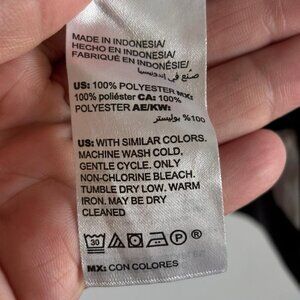 MADE IN INDONESIA/
HECHO EN INDONESIA/
FABRIQUÉ EN INDONÉSIE/
صنع في إندونيسيا
US: 100% POLYESTER MX:
100% poliéster CA: 100%
POLYESTER AE/KW:
100% بوليستر
US: WITH SIMILAR COLORS.
MACHINE WASH COLD,
GENTLE CYCLE. ONLY
NON-CHLORINE BLEACH.
TUMBLE DRY LOW. WARM
IRON. MAY BE DRY
CLEANED
30 P ®
MX: CON COLORES